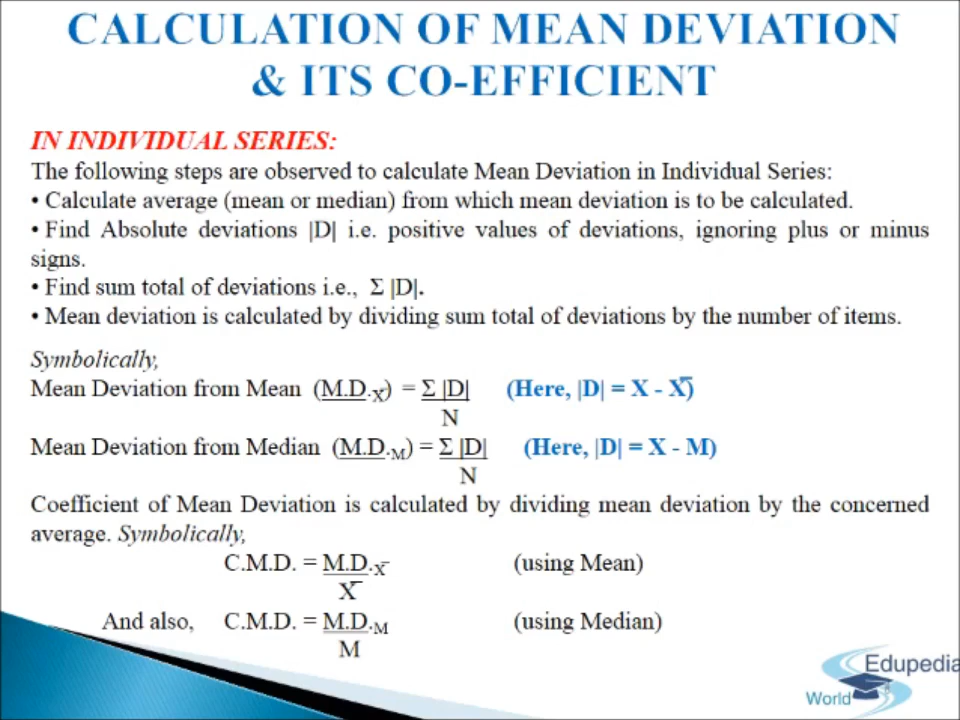 CALCULATION OF MEAN DEVIATION
& ITS CO-EFFICIENT
IN INDIVIDUAL SERIES:
The following steps are observed to calculate Mean Deviation in Individual Series:
• Calculate average (mean or median) from which mean deviation is to be calculated.
• Find Absolute deviations |D| i.e. positive values of deviations, ignoring plus or minus
signs.
• Find sum total of deviations i.e., Σ |D|.
• Mean deviation is calculated by dividing sum total of deviations by the number of items.
Symbolically,
Mean Deviation from Mean (M.D.X̅) = Σ |D| (Here, |D| = X - X̅)
N
Mean Deviation from Median (M.D.M) = Σ |D| (Here, |D| = X - M)
N
Coefficient of Mean Deviation is calculated by dividing mean deviation by the concerned
average. Symbolically,
C.M.D. = M.D.X̅ (using Mean)
X̅
And also, C.M.D. = M.D.M (using Median)
M
Edupedia
World